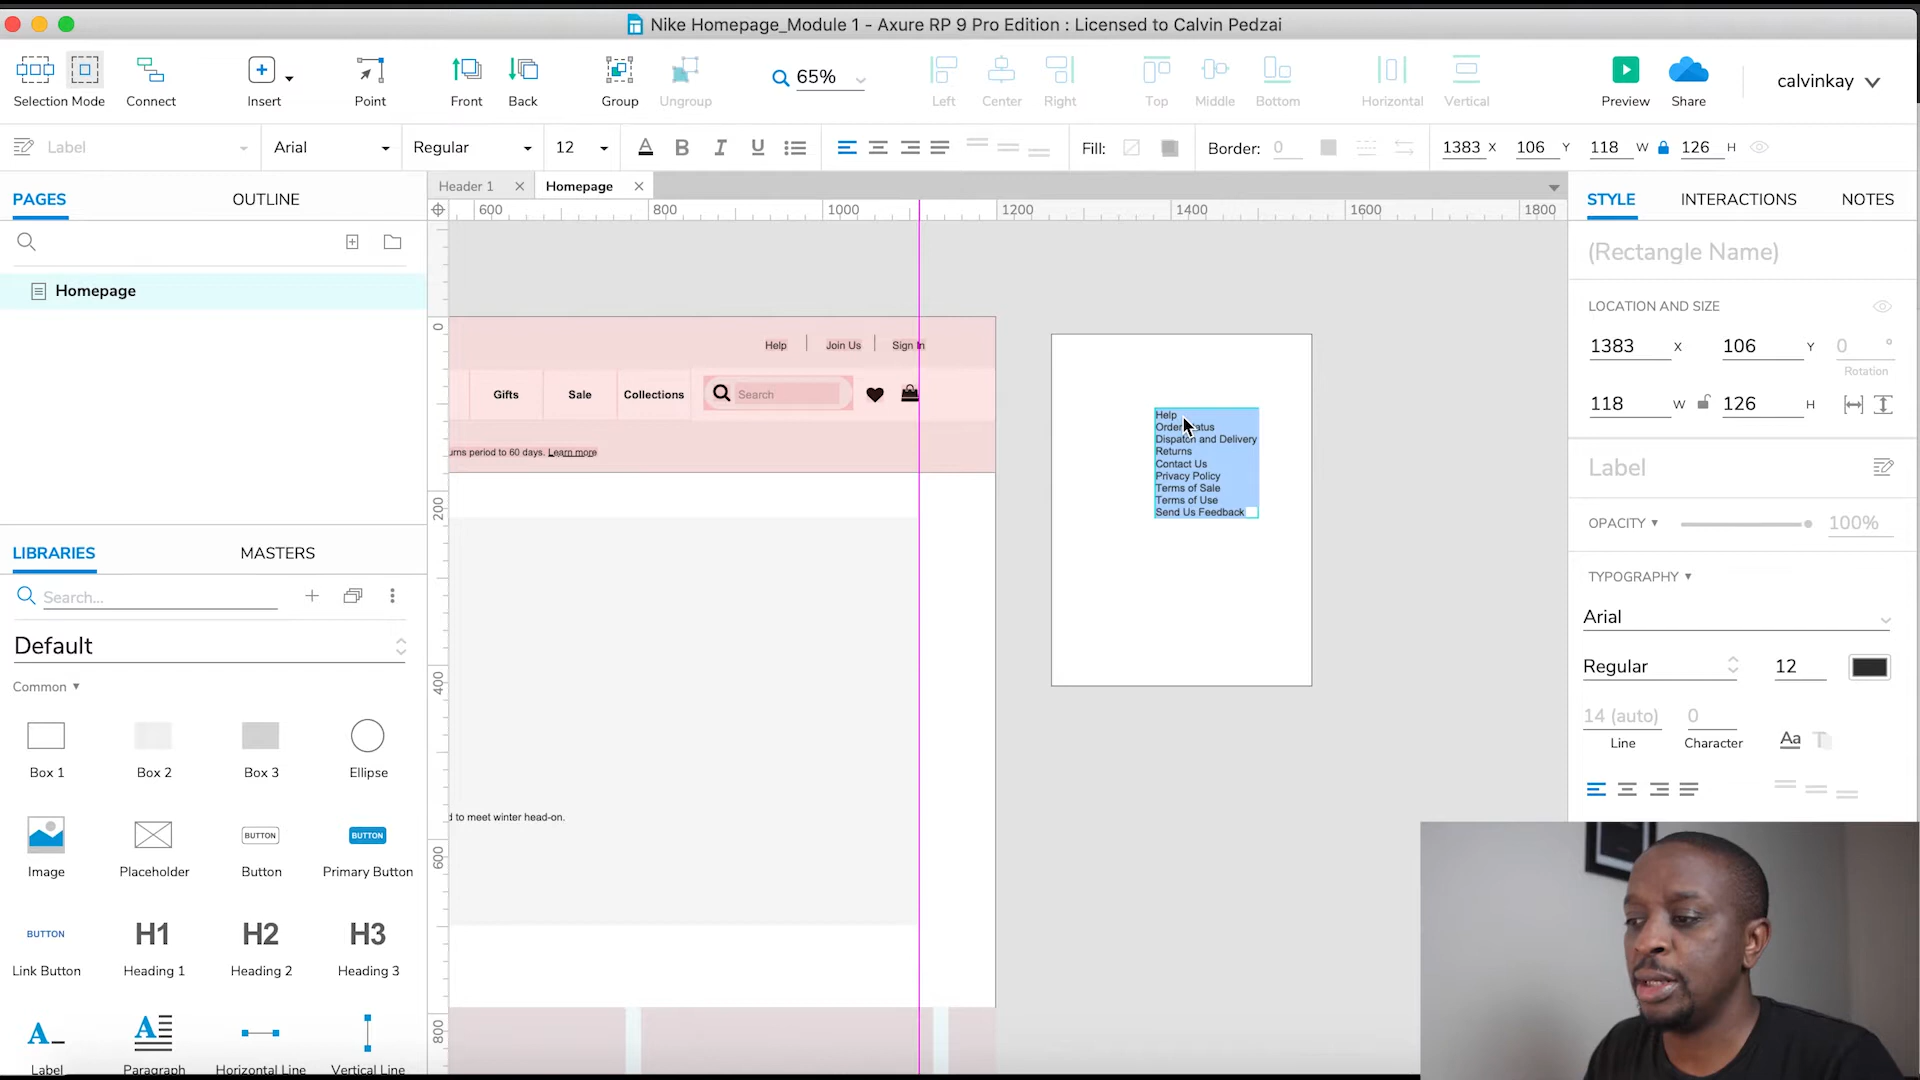 Nike Homepage_Module 1 - Axure RP 9 Pro Edition : Licensed to Calvin Pedzai
Selection Mode
Connect
Insert
Point
Front
Back
Group
Ungroup
65%
Left
Center
Right
Top
Middle
Bottom
Horizontal
Vertical
Preview
Share
calvinkay
Label
Arial
Regular
12
A B I U
Fill:
Border: 0
1383 X 106 Y 118 W 126 H
PAGES
OUTLINE
Header 1
Homepage
STYLE
INTERACTIONS
NOTES
600 800 1000 1200 1400 1600 1800
0
200
400
600
800
Homepage
LIBRARIES
MASTERS
Search...
Default
Common
Box 1
Box 2
Box 3
Ellipse
Image
Placeholder
BUTTON
Button
BUTTON
Primary Button
BUTTON
Link Button
H1
Heading 1
H2
Heading 2
H3
Heading 3
Label
Paragraph
Horizontal Line
Vertical Line
Help
Join Us
Sign In
Gifts
Sale
Collections
Search
urns period to 60 days. Learn more
d to meet winter head-on.
Help
Order Status
Dispatch and Delivery
Returns
Contact Us
Privacy Policy
Terms of Sale
Terms of Use
Send Us Feedback
(Rectangle Name)
LOCATION AND SIZE
1383 X 106 Y 0 °
Rotation
118 W 126 H
Label
OPACITY
100%
TYPOGRAPHY
Arial
Regular
12
14 (auto)
0
Line
Character
Aa